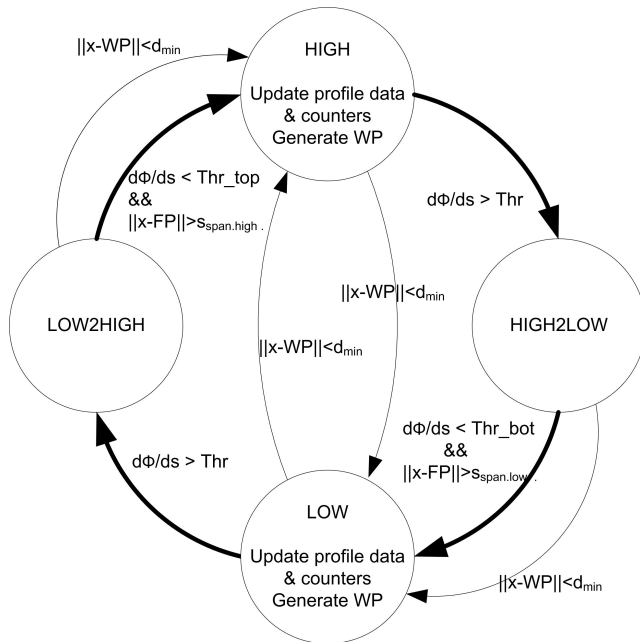 ||x-WP||<dmin
HIGH
Update profile data
& counters
Generate WP
dΦ/ds < Thr_top
&&
||x-FP||>sspan.high .
dΦ/ds > Thr
||x-WP||<dmin
LOW2HIGH
HIGH2LOW
||x-WP||<dmin
dΦ/ds < Thr_bot
&&
||x-FP||>sspan.low .
dΦ/ds > Thr
LOW
Update profile data
& counters
Generate WP
||x-WP||<dmin